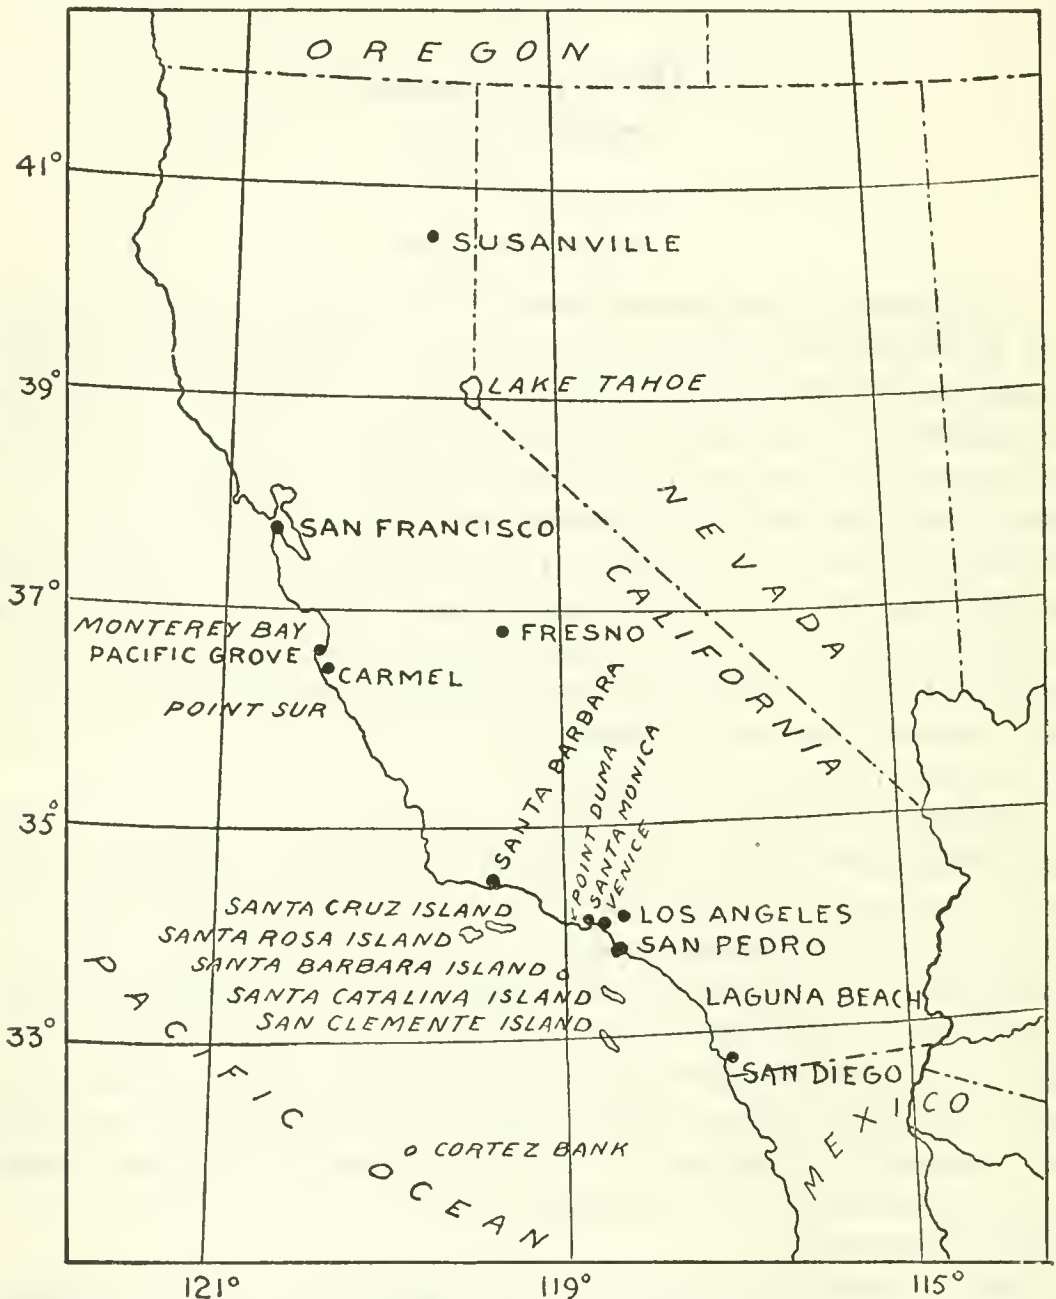 OREGON
41°
SUSANVILLE
39°
LAKE TAHOE
NEVADA
SAN FRANCISCO
CALIFORNIA
37°
MONTEREY BAY
FRESNO
PACIFIC GROVE
CARMEL
POINT SUR
SANTA BARBARA
POINT DUMA
SANTA MONICA
VENICE
35°
SANTA CRUZ ISLAND
LOS ANGELES
SANTA ROSA ISLAND
SAN PEDRO
SANTA BARBARA ISLAND
SANTA CATALINA ISLAND
LAGUNA BEACH
SAN CLEMENTE ISLAND
33°
SAN DIEGO
MEXICO
PACIFIC OCEAN
CORTEZ BANK
121°
119°
115°